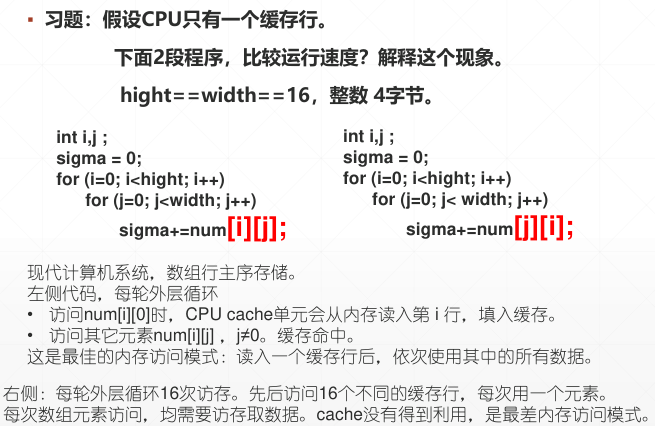 ▪ 习题：假设CPU只有一个缓存行。
下面2段程序，比较运行速度？解释这个现象。
hight==width==16，整数 4字节。
int i,j ;
sigma = 0;
for (i=0; i<hight; i++)
for (j=0; j<width; j++)
sigma+=num[i][j];
int i,j ;
sigma = 0;
for (i=0; i<hight; i++)
for (j=0; j< width; j++)
sigma+=num[j][i];
现代计算机系统，数组行主序存储。
左侧代码，每轮外层循环
• 访问num[i][0]时，CPU cache单元会从内存读入第 i 行，填入缓存。
• 访问其它元素num[i][j] ，j≠0。缓存命中。
这是最佳的内存访问模式：读入一个缓存行后，依次使用其中的所有数据。
右侧：每轮外层循环16次访存。先后访问16个不同的缓存行，每次用一个元素。
每次数组元素访问，均需要访存取数据。cache没有得到利用，是最差内存访问模式。